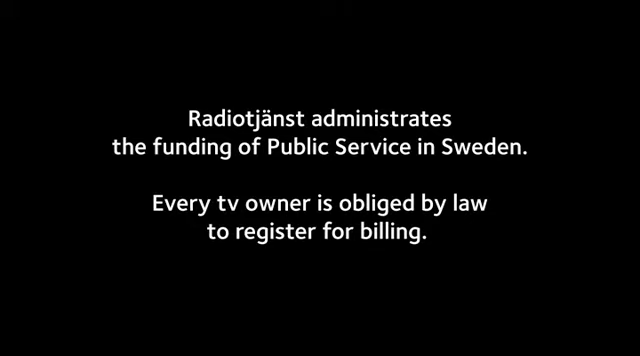 Radiotjänst administrates
the funding of Public Service in Sweden.
Every tv owner is obliged by law
to register for billing.